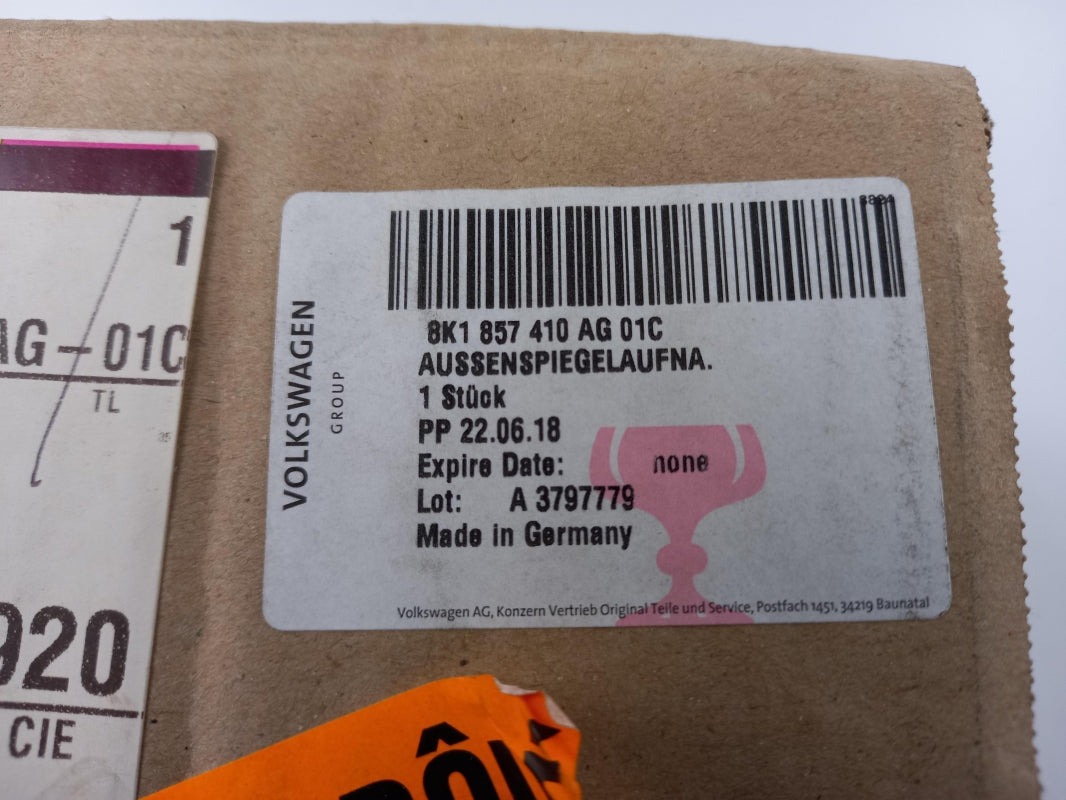 1
AG-01C
TL
920
CIE
VOLKSWAGEN
GROUP
8K1 857 410 AG 01C
AUSSENSPIEGELAUFNA.
1 Stück
PP 22.06.18
Expire Date: none
Lot: A 3797779
Made in Germany
Volkswagen AG, Konzern Vertrieb Original Teile und Service, Postfach 1451, 34219 Baunatal